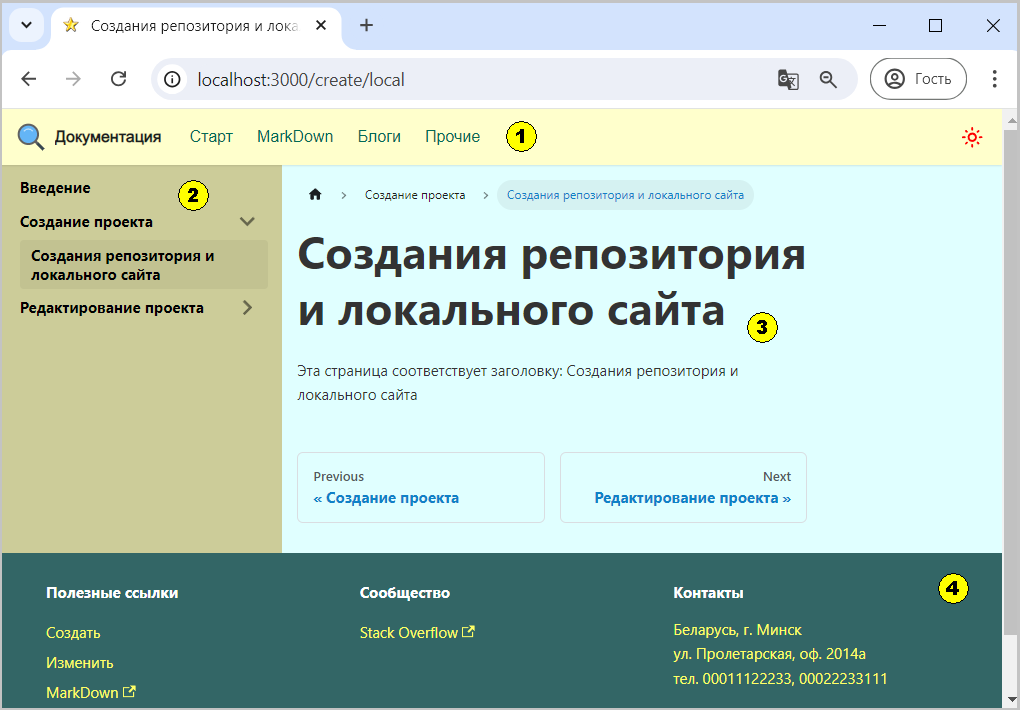 Создания репозитория и лока
localhost:3000/create/local
Гость
Документация Старт MarkDown Блоги Прочие 1
Введение
2
Создание проекта
Создания репозитория и
локального сайта
Редактирование проекта
Создание проекта Создания репозитория и локального сайта
Создания репозитория
и локального сайта
3
Эта страница соответствует заголовку: Создания репозитория и
локального сайта
Previous
« Создание проекта
Next
Редактирование проекта »
4
Полезные ссылки
Создать
Изменить
MarkDown
Сообщество
Stack Overflow
Контакты
Беларусь, г. Минск
ул. Пролетарская, оф. 2014а
тел. 00011122233, 00022233111